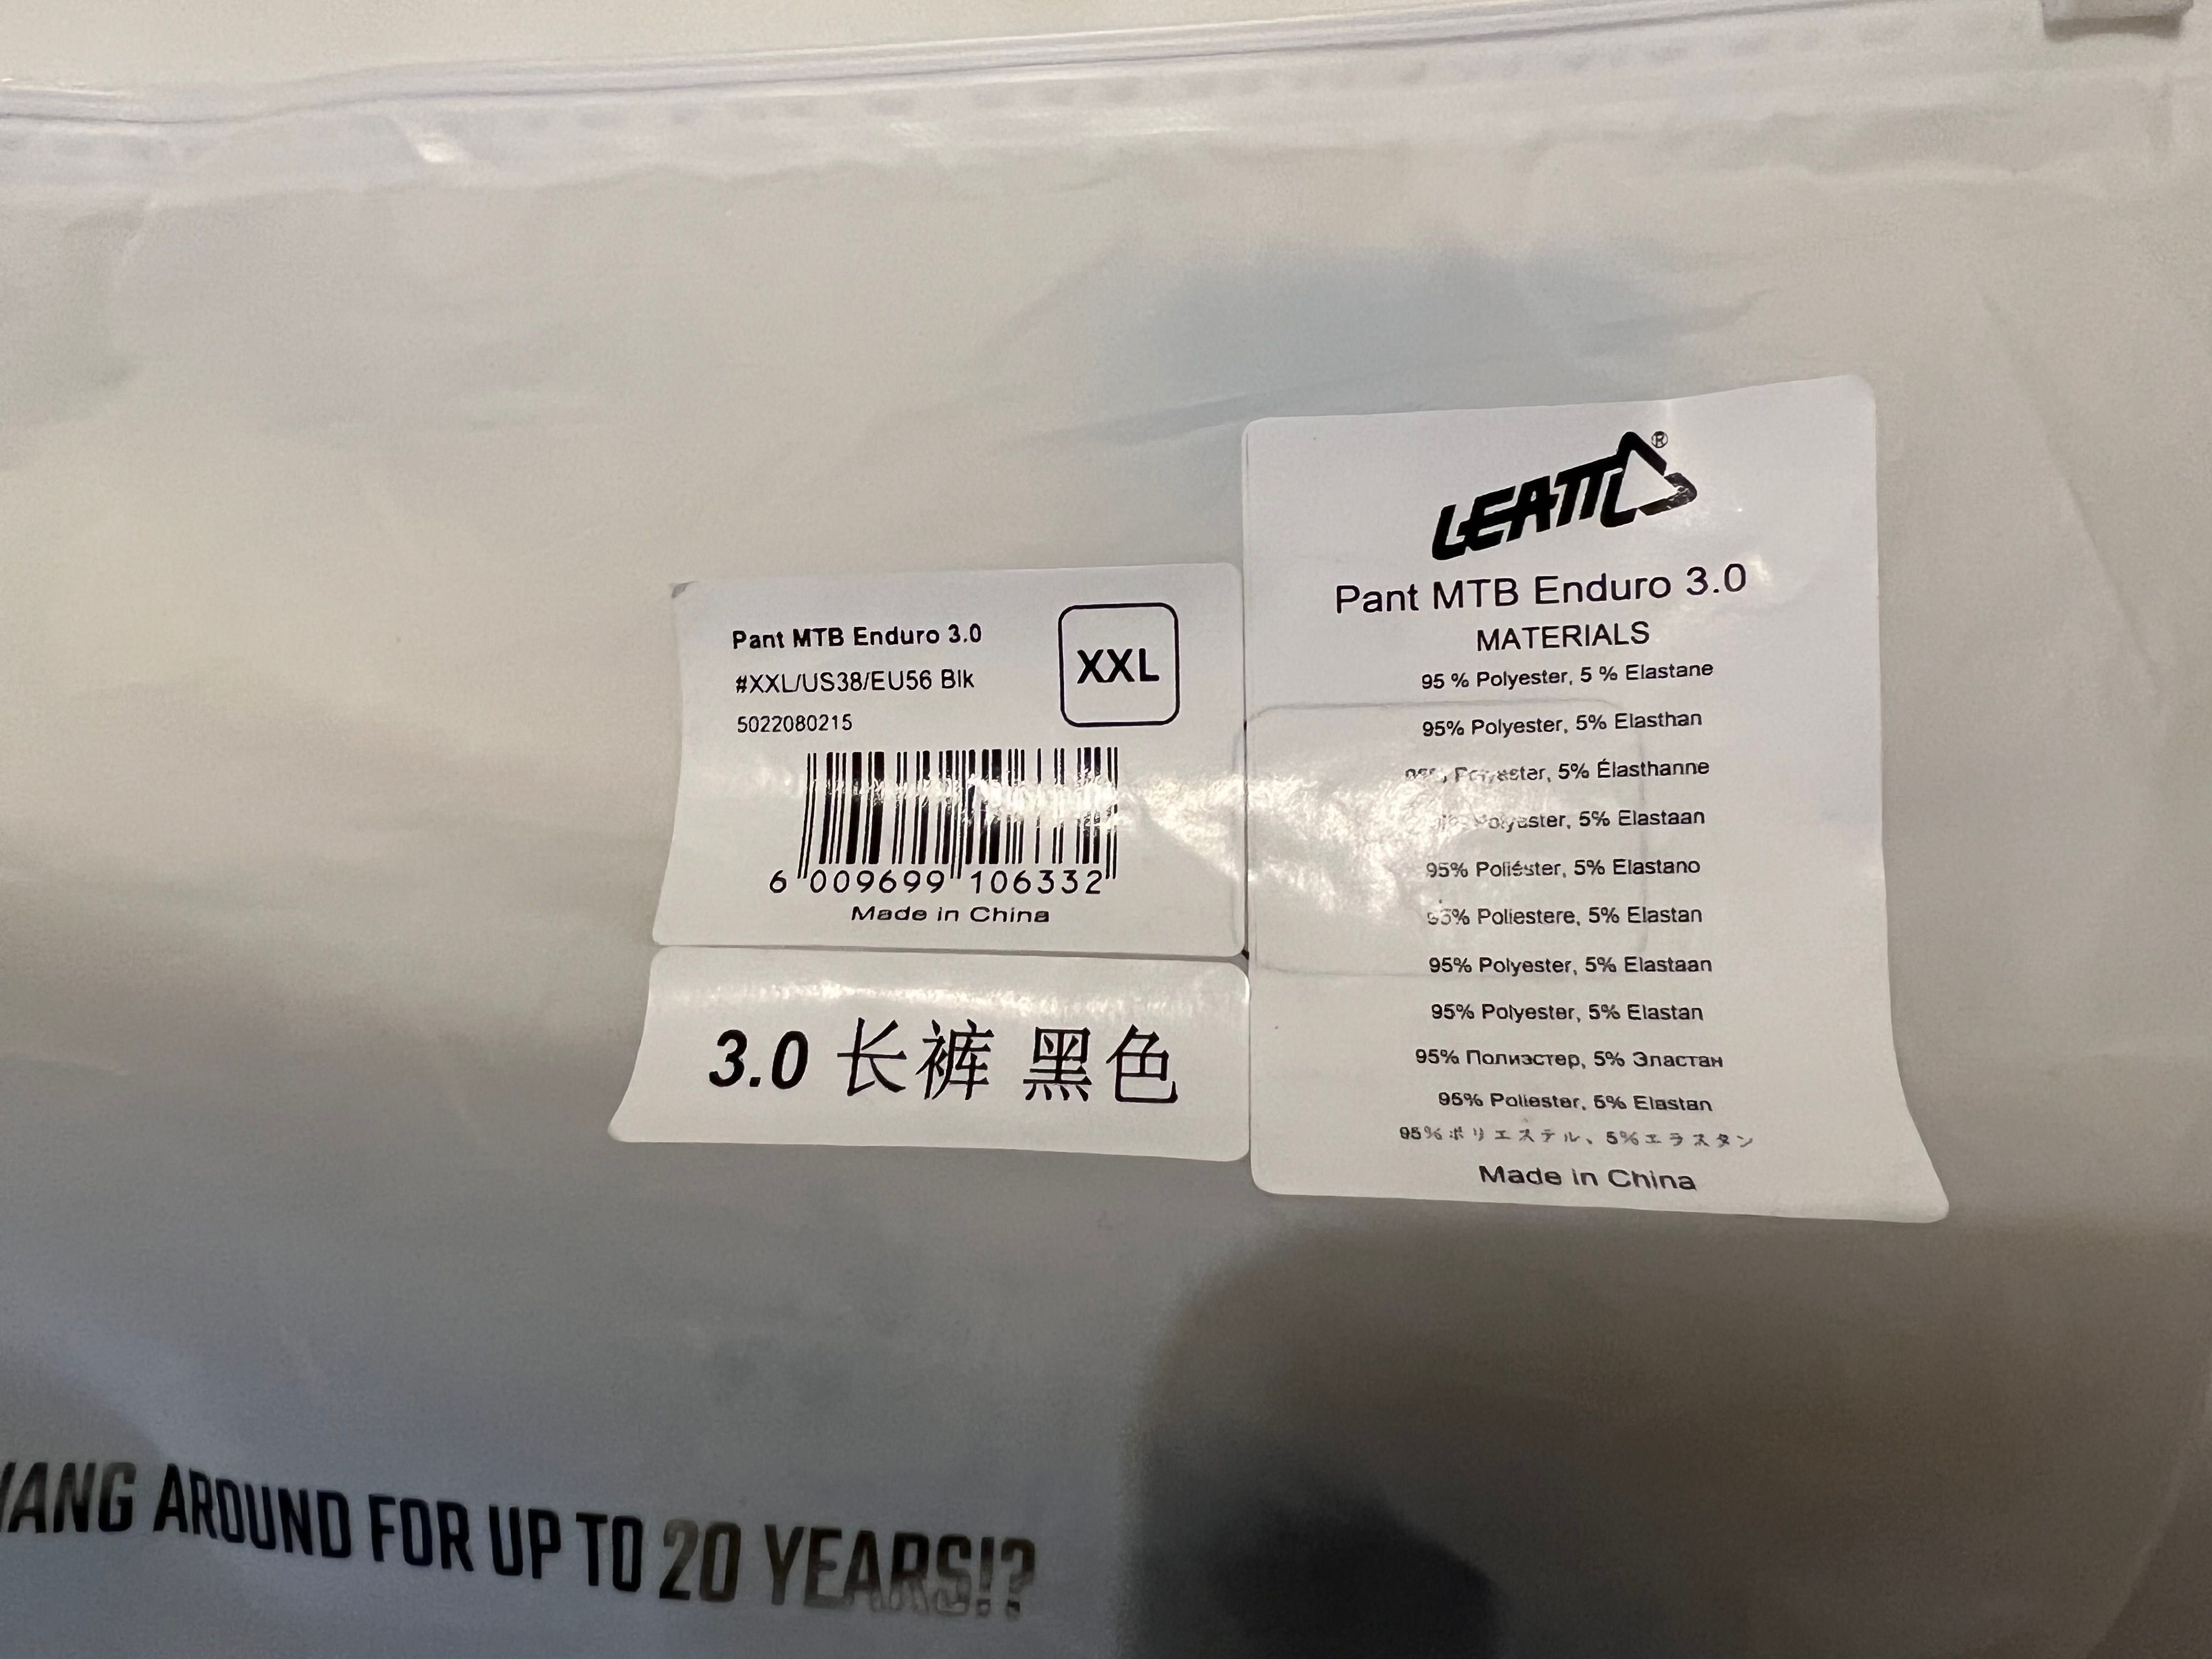 Pant MTB Enduro 3.0
#XXL/US38/EU56 Blk
5022080215
XXL
6 009699 106332
Made in China
3.0 长裤 黑色
LEATT®
Pant MTB Enduro 3.0
MATERIALS
95 % Polyester, 5 % Elastane
95% Polyester, 5% Elasthan
95% Polyester, 5% Élasthanne
Polyester, 5% Elastaan
95% Poliéster, 5% Elastano
95% Poliestere, 5% Elastan
95% Polyester, 5% Elastaan
95% Polyester, 5% Elastan
95% Полиэстер, 5% Эластан
95% Poliester, 5% Elastan
95%ポリエステル、5%エラスタン
Made in China
AROUND FOR UP TO 20 YEARS!?